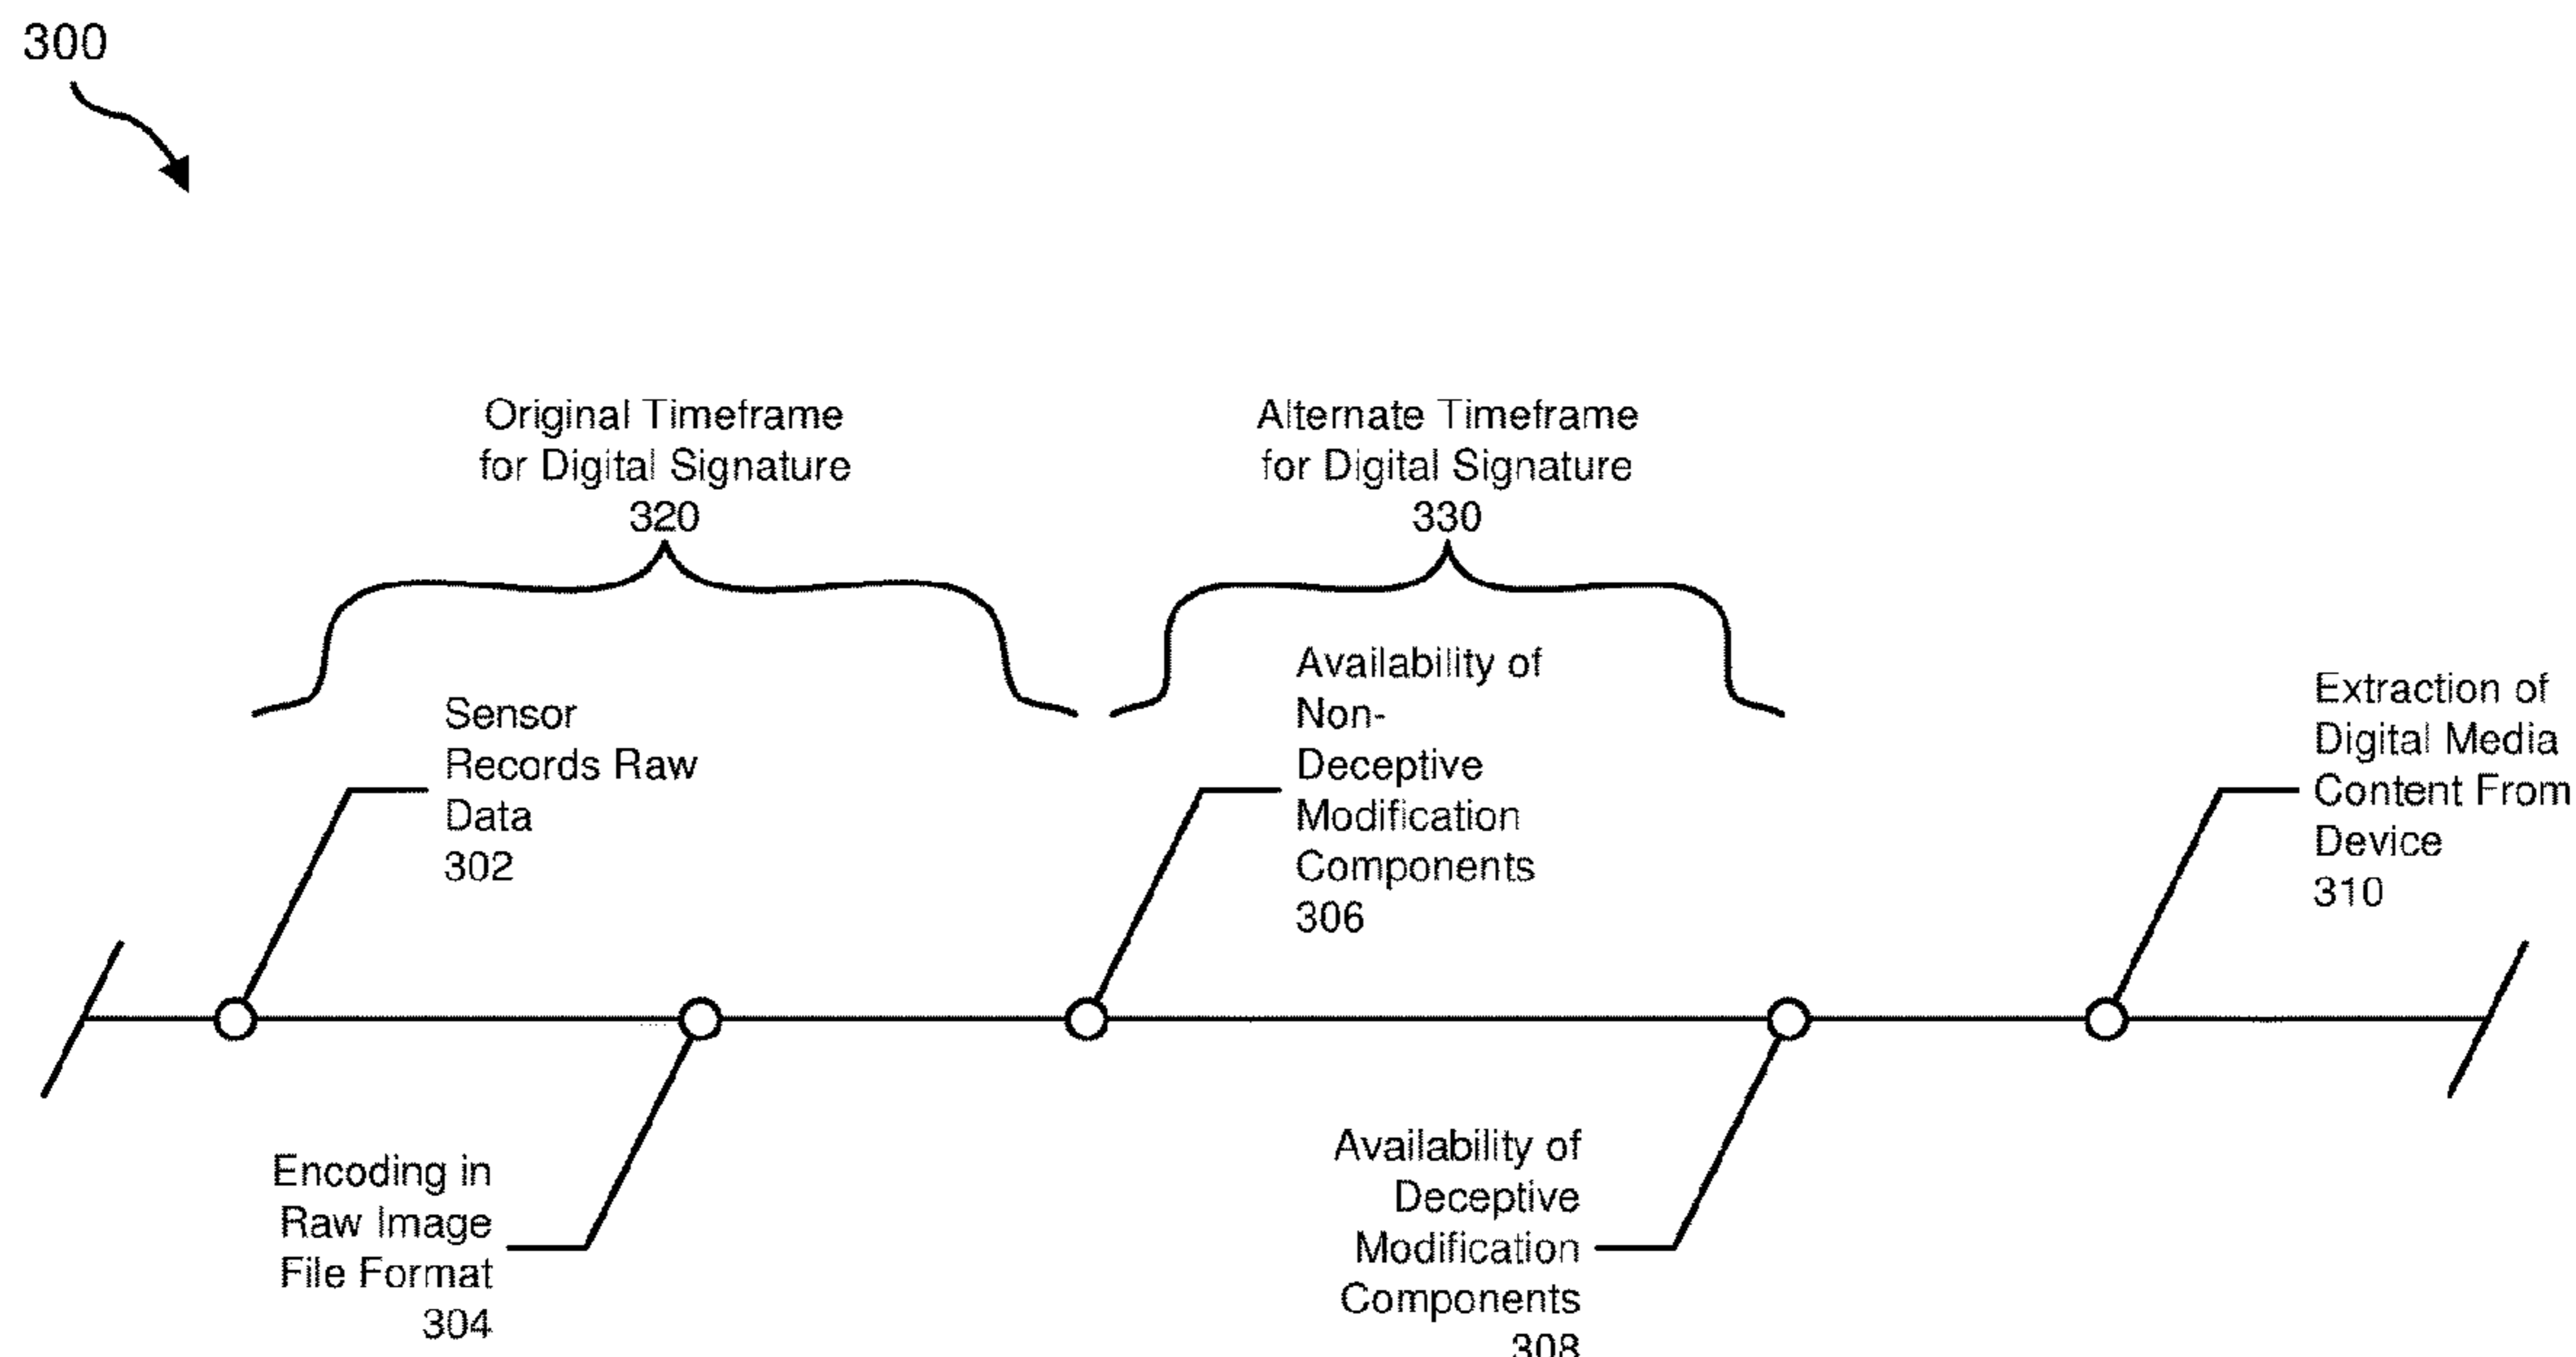 300
Original Timeframe
for Digital Signature
320
Alternate Timeframe
for Digital Signature
330
Sensor
Records Raw
Data
302
Availability of
Non-
Deceptive
Modification
Components
306
Extraction of
Digital Media
Content From
Device
310
Encoding in
Raw Image
File Format
304
Availability of
Deceptive
Modification
Components
308